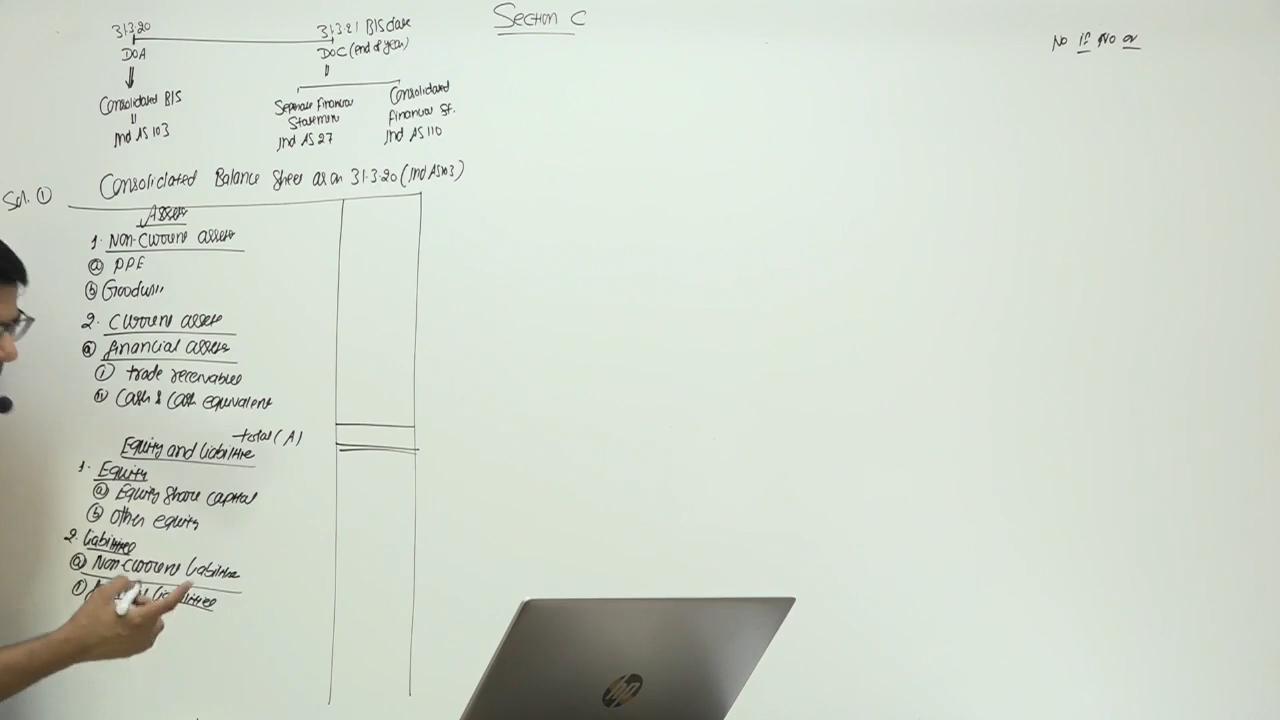 Section C
No if No or
31.3.20
31.3.21 B/S date
DOA
DOC (end of year)
Consolidated B/S
Ind AS 103
Separate Financial
Statement
Ind AS 27
Consolidated
Financial St.
Ind AS 110
Sol. ①
Consolidated Balance Sheet as on 31.3.20 (Ind AS 103)
Assets
1. Non-Current assets
ⓐ PPE
ⓑ Goodwill
2. Current assets
ⓐ financial assets
ⓘ trade receivables
ⓘⓘ Cash & Cash equivalent
total (A)
Equity and liabilities
1. Equity
ⓐ Equity Share Capital
ⓑ Other equity
2. liabilities
ⓐ Non-current liabilities
ⓘ liabilities
hp